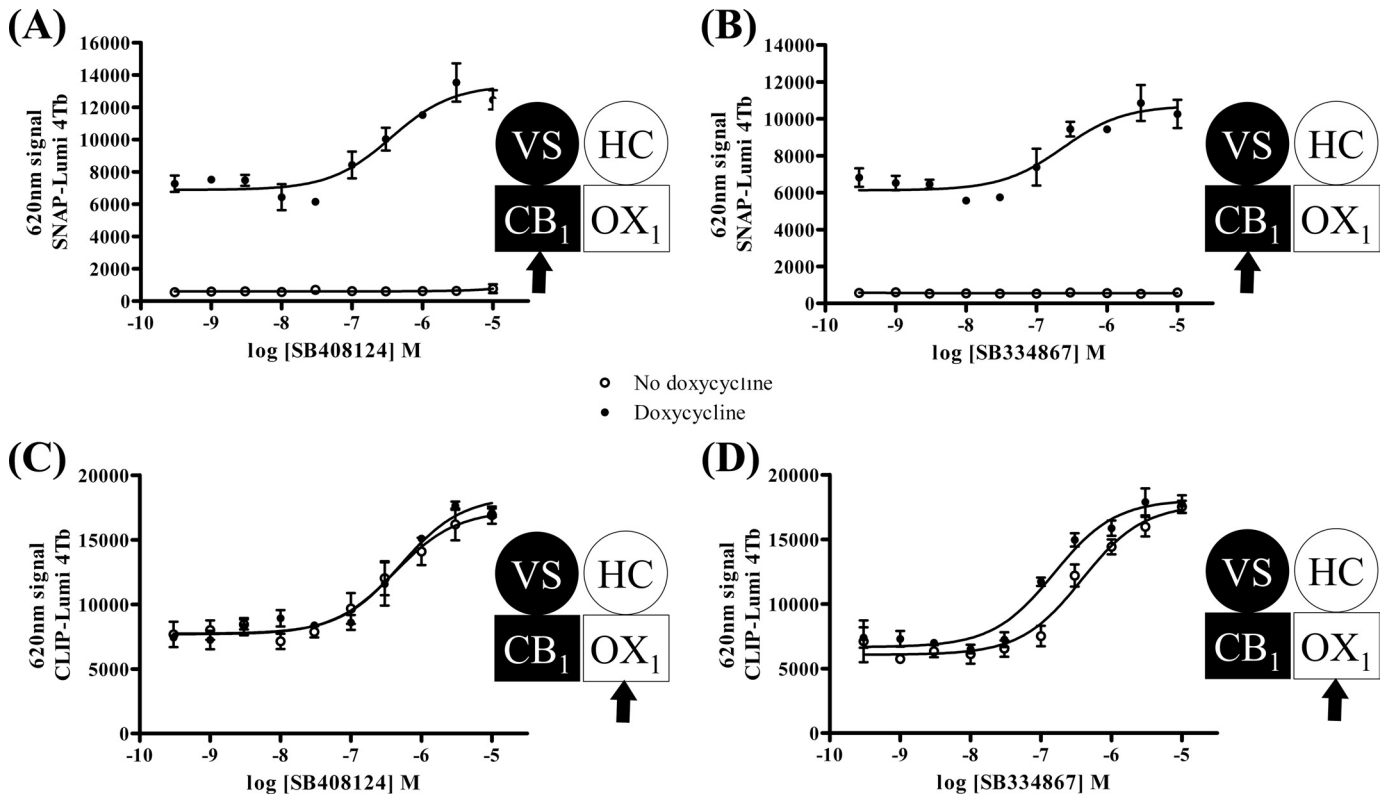 (A)
16000
14000
12000
10000
8000
6000
4000
2000
0
620nm signal
SNAP-Lumi 4Tb
-10 -9 -8 -7 -6 -5
log [SB408124] M
VS HC
CB1 OX1
(B)
14000
12000
10000
8000
6000
4000
2000
0
620nm signal
SNAP-Lumi 4Tb
-10 -9 -8 -7 -6 -5
log [SB334867] M
VS HC
CB1 OX1
No doxycycline
Doxycycline
(C)
20000
15000
10000
5000
0
620nm signal
CLIP-Lumi 4Tb
-10 -9 -8 -7 -6 -5
log [SB408124] M
VS HC
CB1 OX1
(D)
20000
15000
10000
5000
0
620nm signal
CLIP-Lumi 4Tb
-10 -9 -8 -7 -6 -5
log [SB334867] M
VS HC
CB1 OX1